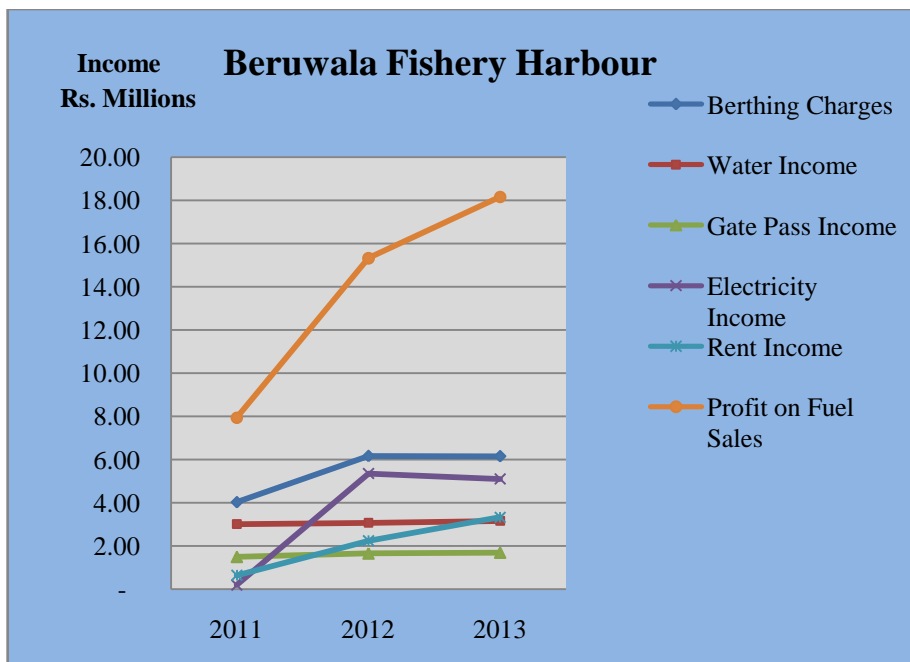 Income
Rs. Millions
Beruwala Fishery Harbour
20.00
18.00
16.00
14.00
12.00
10.00
8.00
6.00
4.00
2.00
-
2011
2012
2013
Berthing Charges
Water Income
Gate Pass Income
Electricity
Income
Rent Income
Profit on Fuel
Sales